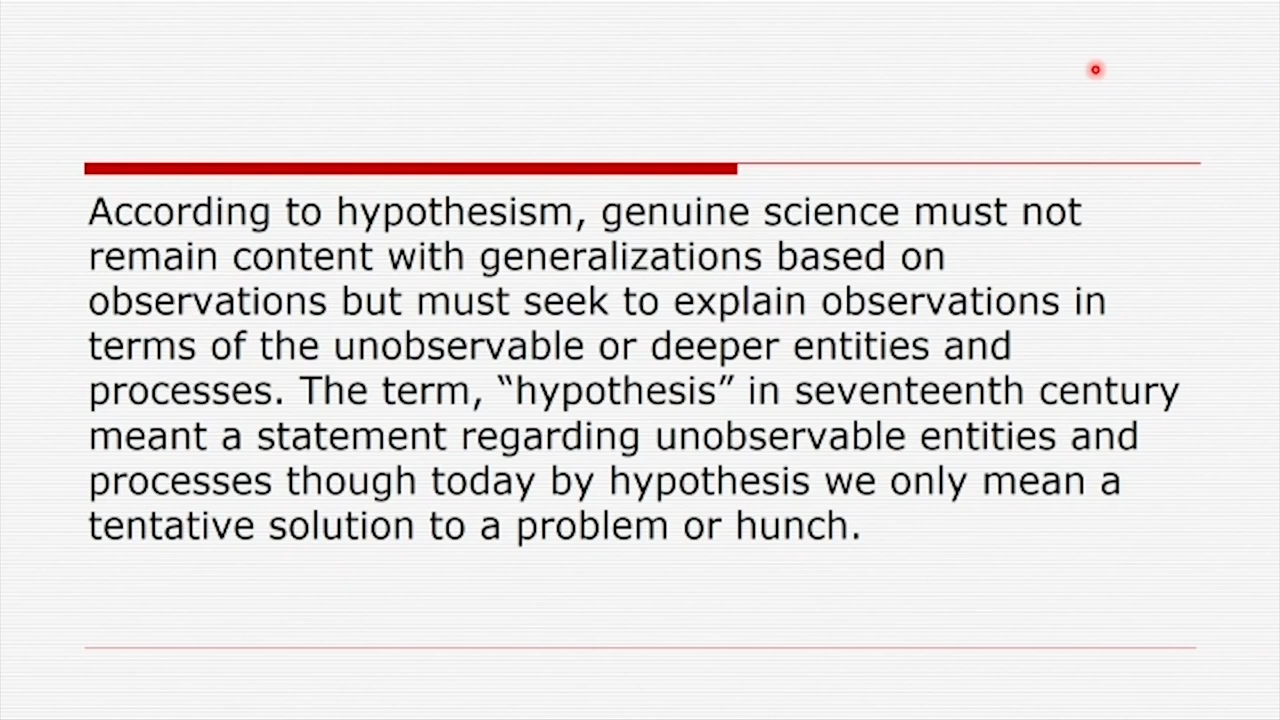 According to hypothesism, genuine science must not
remain content with generalizations based on
observations but must seek to explain observations in
terms of the unobservable or deeper entities and
processes. The term, “hypothesis” in seventeenth century
meant a statement regarding unobservable entities and
processes though today by hypothesis we only mean a
tentative solution to a problem or hunch.